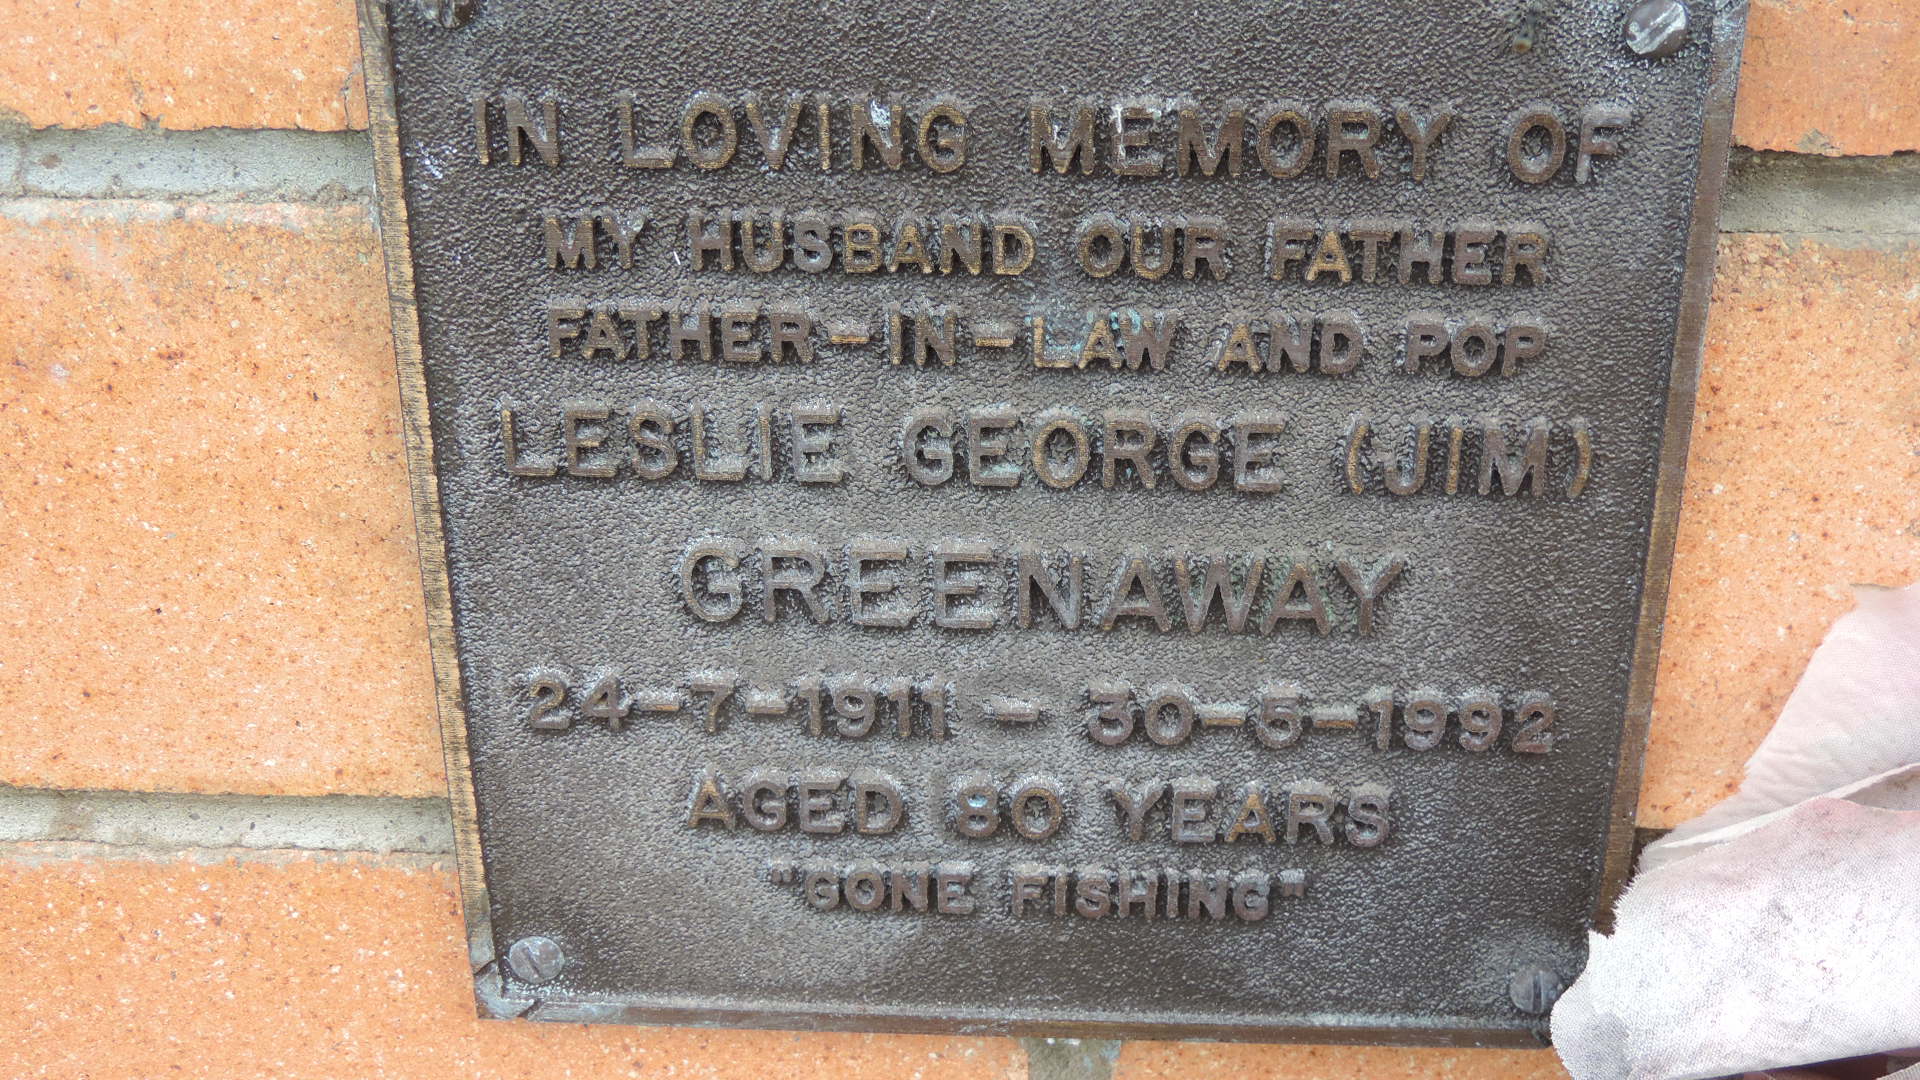 IN LOVING MEMORY OF
MY HUSBAND OUR FATHER
FATHER-IN-LAW AND POP
LESLIE GEORGE (JIM)
GREENAWAY
24-7-1911 - 30-5-1992
AGED 80 YEARS
"GONE FISHING"